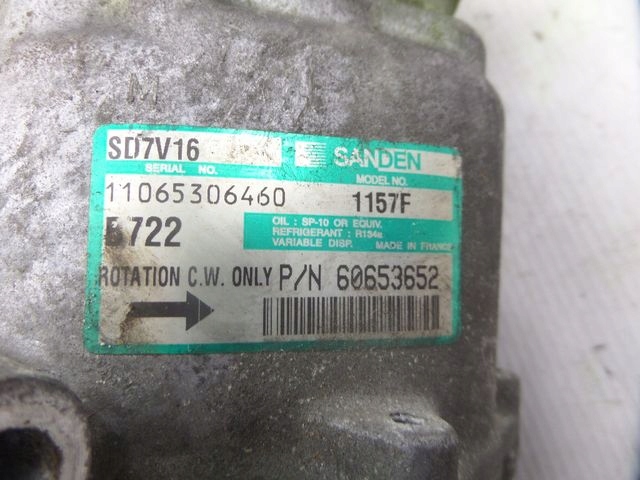 SD7V16 SANDEN
SERIAL NO. MODEL NO.
11065306460 1157F
OIL : SP-10 OR EQUIV.
722 REFRIGERANT : R134a
VARIABLE DISP. MADE IN FRANCE
ROTATION C.W. ONLY P/N 60653652